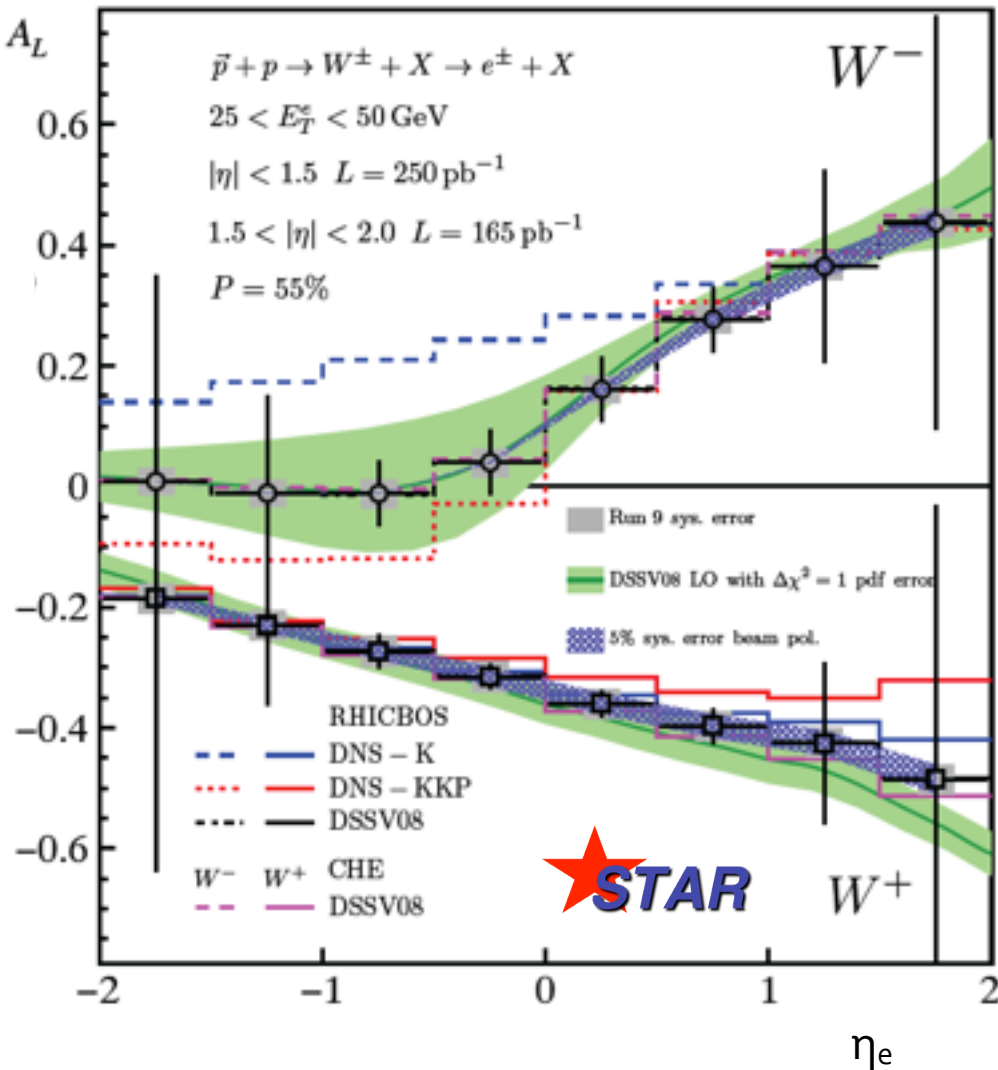 A_L
W^−
p⃗ + p → W^± + X → e^± + X
25 < E_T^e < 50 GeV
|η| < 1.5 L = 250 pb^−1
1.5 < |η| < 2.0 L = 165 pb^−1
P = 55%
0.6
0.4
0.2
0
−0.2
−0.4
−0.6
Run 9 sys. error
DSSV08 LO with Δχ² = 1 pdf error
5% sys. error beam pol.
RHICBOS
DNS − K
DNS − KKP
DSSV08
W^− W^+ CHE
DSSV08
STAR
W^+
−2 −1 0 1 2
η_e